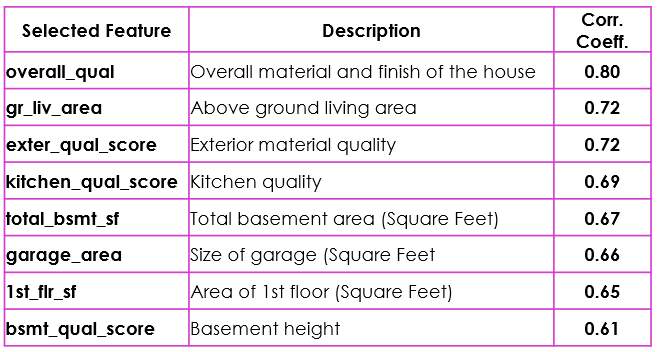 Selected Feature Description Corr.
Coeff.
overall_qual Overall material and finish of the house 0.80
gr_liv_area Above ground living area 0.72
exter_qual_score Exterior material quality 0.72
kitchen_qual_score Kitchen quality 0.69
total_bsmt_sf Total basement area (Square Feet) 0.67
garage_area Size of garage (Square Feet 0.66
1st_flr_sf Area of 1st floor (Square Feet) 0.65
bsmt_qual_score Basement height 0.61